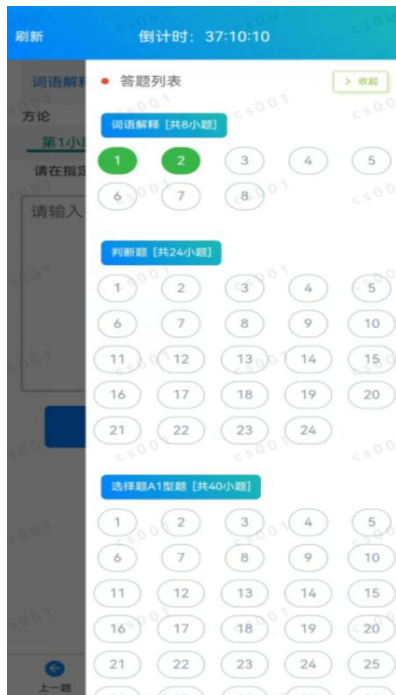 刷新 倒计时: 37:10:10
词语解释
答题列表 > 收起
方论
词语解释 [共8小题]
第1小题
1 2 3 4 5
请在指定
6 7 8
请输入
判断题 [共24小题]
1 2 3 4 5
6 7 8 9 10
11 12 13 14 15
16 17 18 19 20
21 22 23 24
选择题A1型题 [共40小题]
1 2 3 4 5
6 7 8 9 10
11 12 13 14 15
16 17 18 19 20
21 22 23 24 25
上一题
cs001